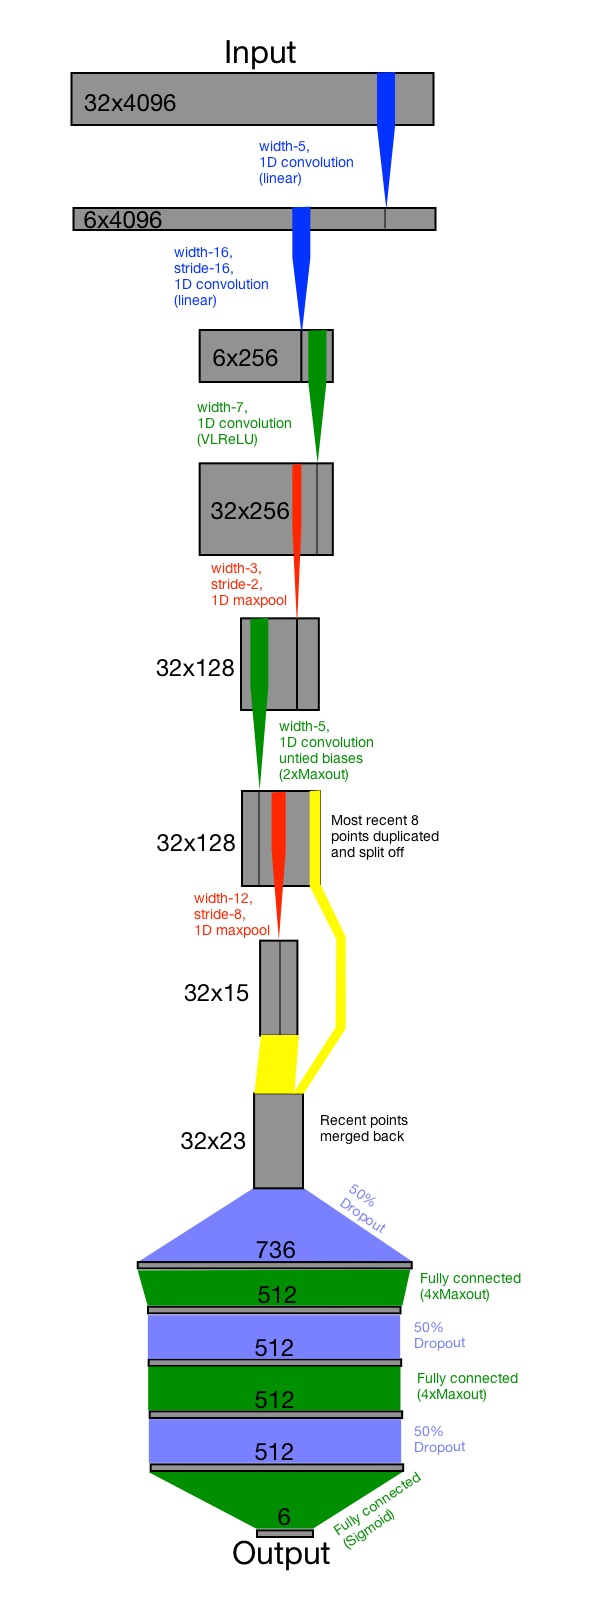 Input
32x4096
width-5,
1D convolution
(linear)
6x4096
width-16,
stride-16,
1D convolution
(linear)
6x256
width-7,
1D convolution
(VLReLU)
32x256
width-3,
stride-2,
1D maxpool
32x128
width-5,
1D convolution
untied biases
(2xMaxout)
32x128
Most recent 8
points duplicated
and split off
width-12,
stride-8,
1D maxpool
32x15
32x23
Recent points
merged back
50%
Dropout
736
Fully connected
(4xMaxout)
512
50%
Dropout
512
Fully connected
(4xMaxout)
512
50%
Dropout
512
Fully connected
(Sigmoid)
6
Output